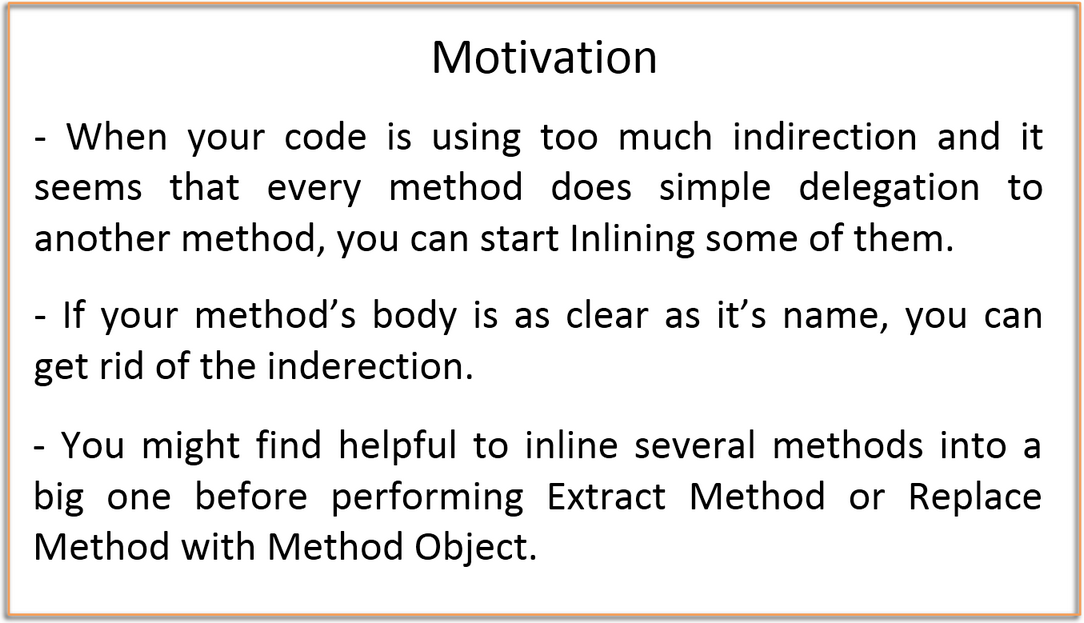 Motivation
- When your code is using too much indirection and it
seems that every method does simple delegation to
another method, you can start Inlining some of them.
- If your method’s body is as clear as it’s name, you can
get rid of the inderection.
- You might find helpful to inline several methods into a
big one before performing Extract Method or Replace
Method with Method Object.